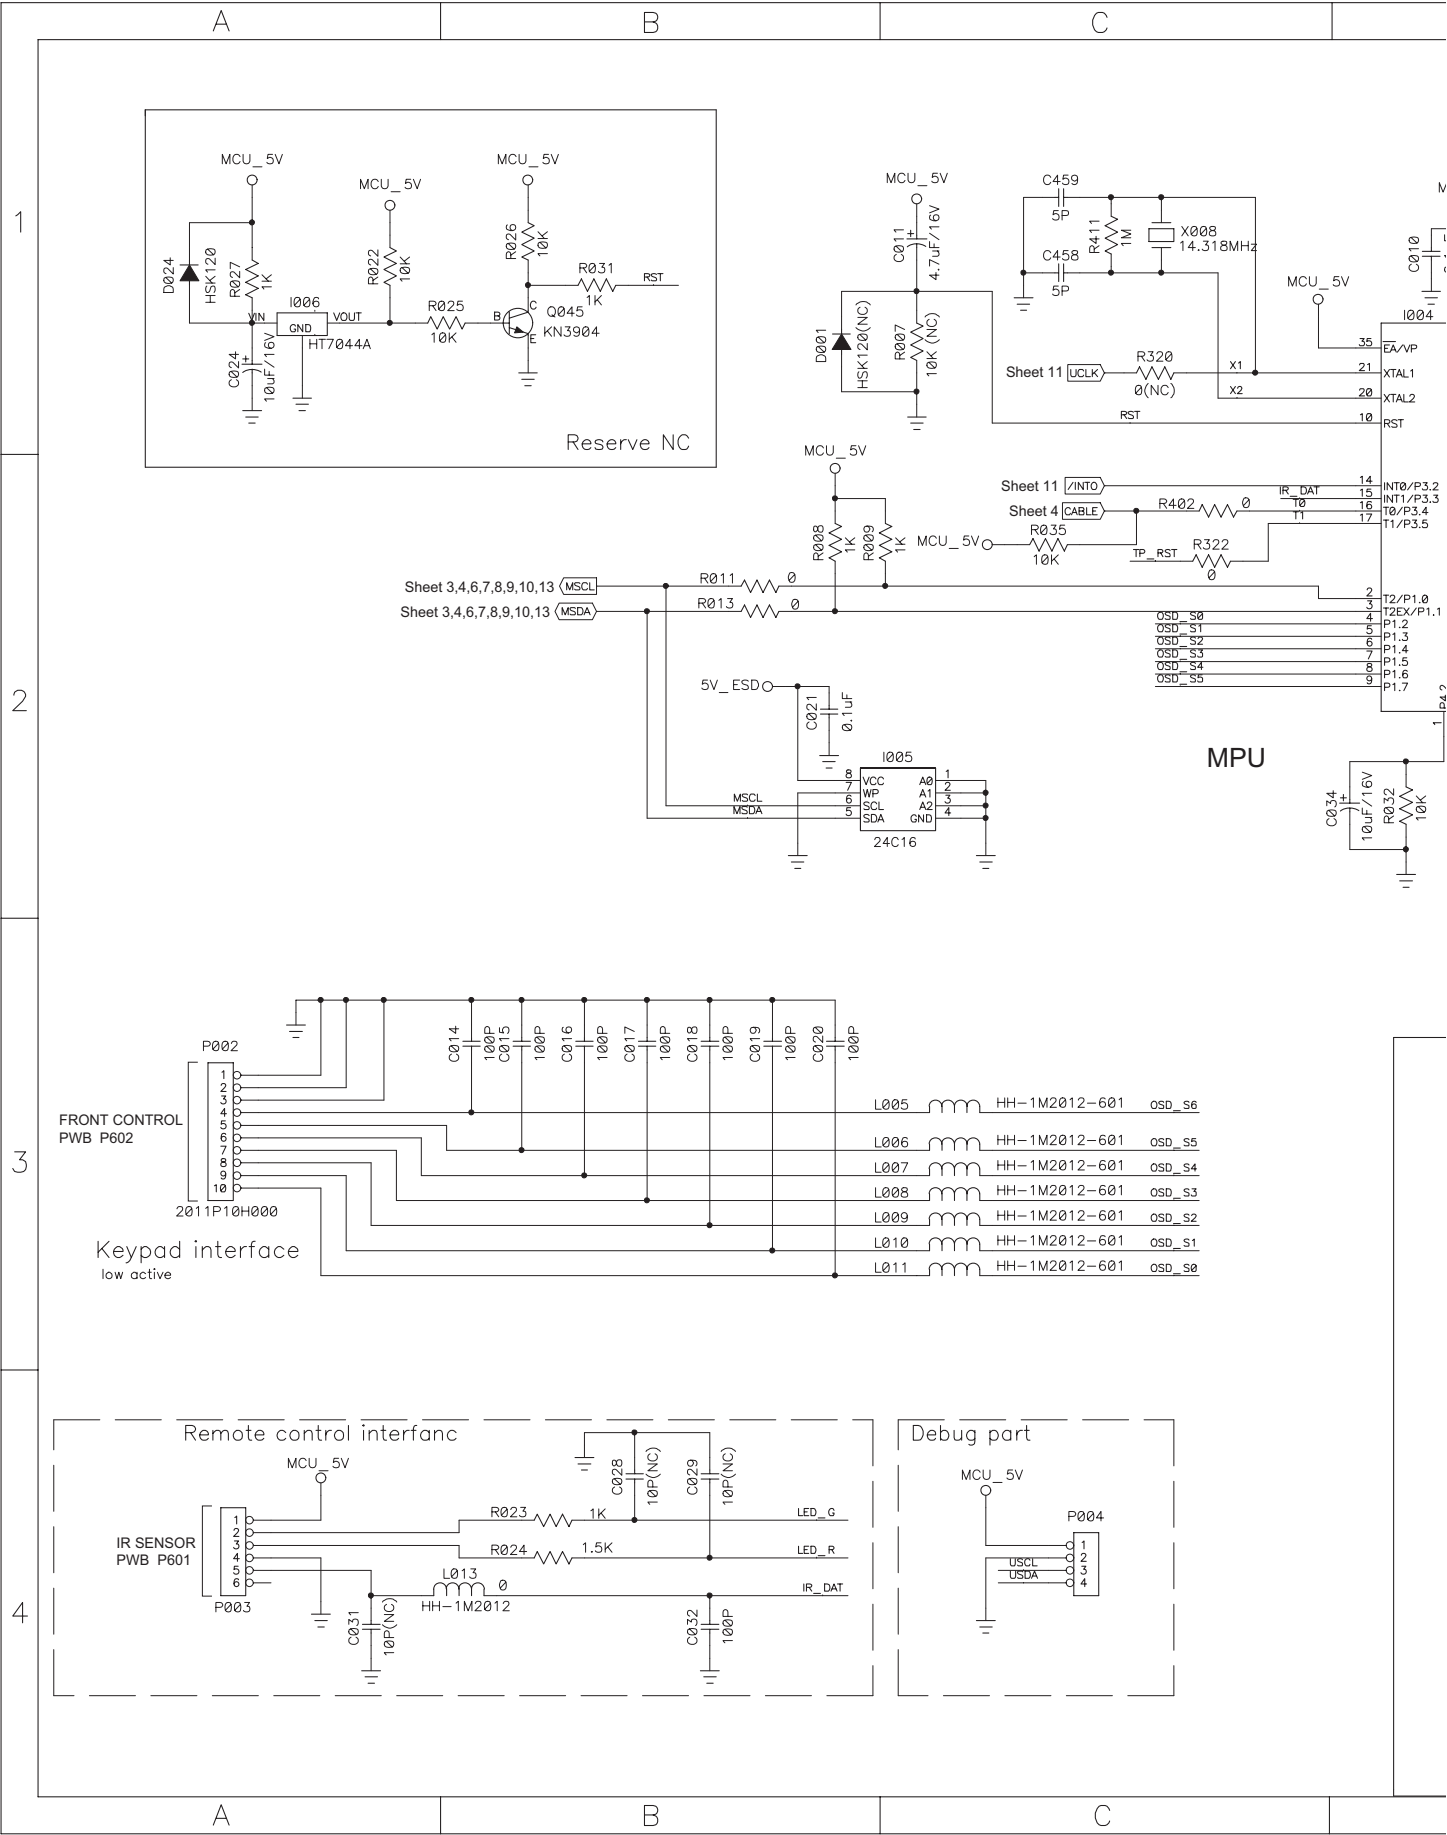 A
B
C
1
2
3
4
MCU_5V
D024
HSK120
R027
1K
VIN
I006
GND
VOUT
HT7044A
C024
+
10uF/16V
MCU_5V
R022
10K
R025
10K
MCU_5V
R026
10K
R031
1K
RST
B
C
E
Q045
KN3904
Reserve NC
MCU_5V
C011
+
4.7uF/16V
D001
HSK120(NC)
R007
10K (NC)
C459
5P
R411
1M
X008
14.318MHz
C458
5P
MCU_5V
C010
I004
Sheet 11 UCLK
R320
0(NC)
X1
X2
RST
35 EA/VP
21 XTAL1
20 XTAL2
10 RST
MCU_5V
R008
1K
R009
1K
Sheet 11 /INTO
Sheet 4 CABLE
R402 0
MCU_5V
R035
10K
TP_RST
R322
0
IR_DAT
T0
T1
14 INT0/P3.2
15 INT1/P3.3
16 T0/P3.4
17 T1/P3.5
Sheet 3,4,6,7,8,9,10,13 MSCL
R011 0
Sheet 3,4,6,7,8,9,10,13 MSDA
R013 0
2 T2/P1.0
3 T2EX/P1.1
OSD_S0 4 P1.2
OSD_S1 5 P1.3
OSD_S2 6 P1.4
OSD_S3 7 P1.5
OSD_S4 8 P1.6
OSD_S5 9 P1.7
P4.2
1
5V_ESD
C021
0.1uF
I005
8 VCC A0 1
7 WP A1 2
MSCL 6 SCL A2 3
MSDA 5 SDA GND 4
24C16
MPU
C034
+
10uF/16V
R032
10K
P002
1
2
3
4
5
6
7
8
9
10
FRONT CONTROL
PWB P602
2011P10H000
Keypad interface
low active
C014
100P
C015
100P
C016
100P
C017
100P
C018
100P
C019
100P
C020
100P
L005 HH-1M2012-601 OSD_S6
L006 HH-1M2012-601 OSD_S5
L007 HH-1M2012-601 OSD_S4
L008 HH-1M2012-601 OSD_S3
L009 HH-1M2012-601 OSD_S2
L010 HH-1M2012-601 OSD_S1
L011 HH-1M2012-601 OSD_S0
Remote control interfanc
MCU_5V
IR SENSOR
PWB P601
1
2
3
4
5
6
P003
R023 1K
R024 1.5K
L013 0
HH-1M2012
C031
10P(NC)
C028
10P(NC)
C029
10P(NC)
C032
100P
LED_G
LED_R
IR_DAT
Debug part
MCU_5V
P004
1
2
USCL 3
USDA 4
A
B
C